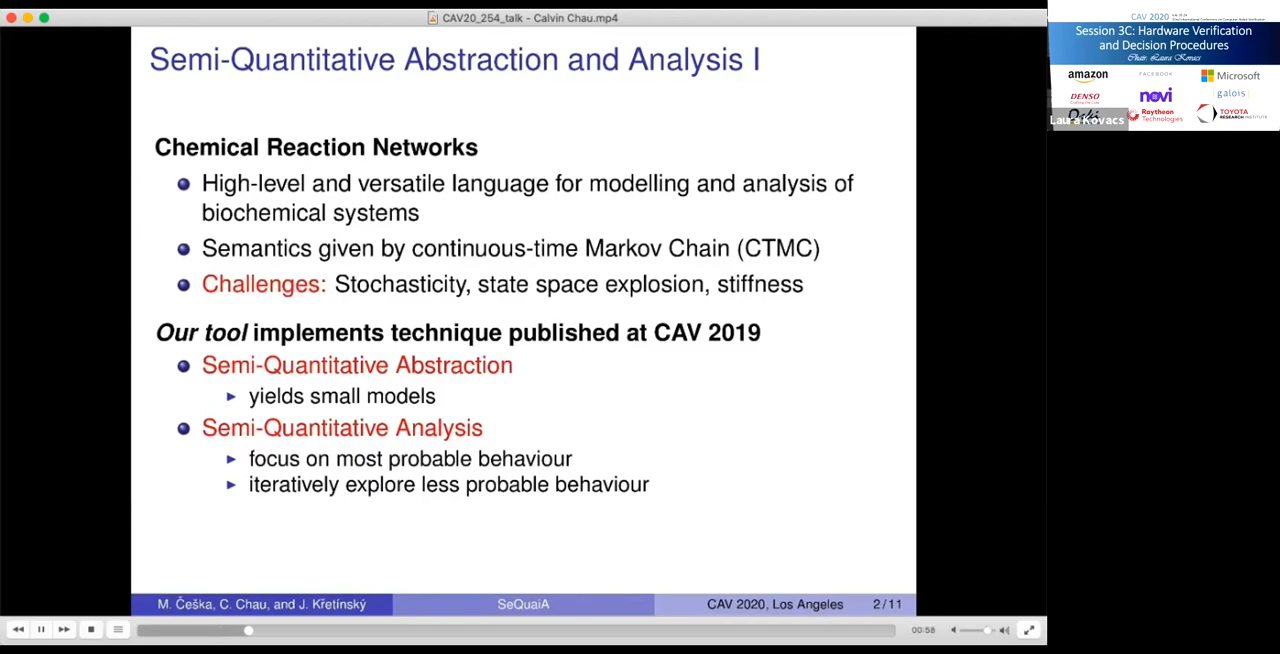 CAV20_254_talk - Calvin Chau.mp4
Semi-Quantitative Abstraction and Analysis I
Chemical Reaction Networks
High-level and versatile language for modelling and analysis of
biochemical systems
Semantics given by continuous-time Markov Chain (CTMC)
Challenges: Stochasticity, state space explosion, stiffness
Our tool implements technique published at CAV 2019
Semi-Quantitative Abstraction
yields small models
Semi-Quantitative Analysis
focus on most probable behaviour
iteratively explore less probable behaviour
M. Češka, C. Chau, and J. Křetínský
SeQuaiA
CAV 2020, Los Angeles 2/11
00:58
CAV 2020
Session 3C: Hardware Verification
and Decision Procedures
Chair: Laura Kovacs
amazon
FACEBOOK
Microsoft
DENSO
novi
galois
Laura Kovacs
Raytheon
Technologies
TOYOTA
RESEARCH INSTITUTE